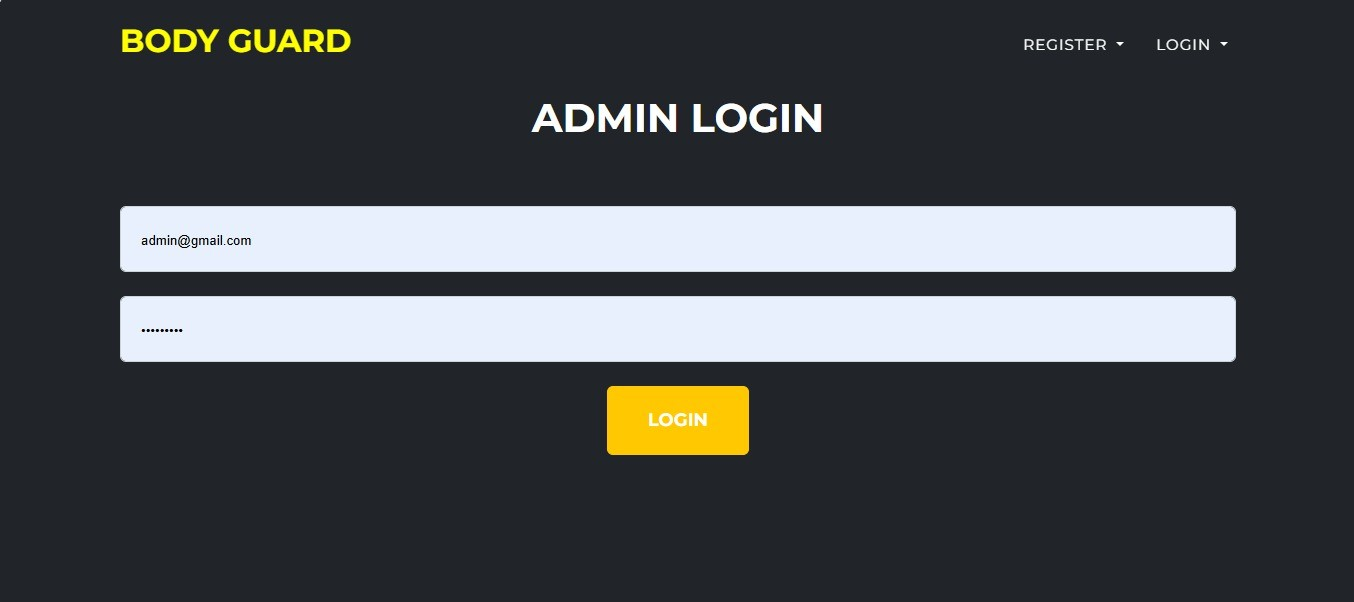 BODY GUARD
REGISTER LOGIN
ADMIN LOGIN
admin@gmail.com
•••••••••
LOGIN